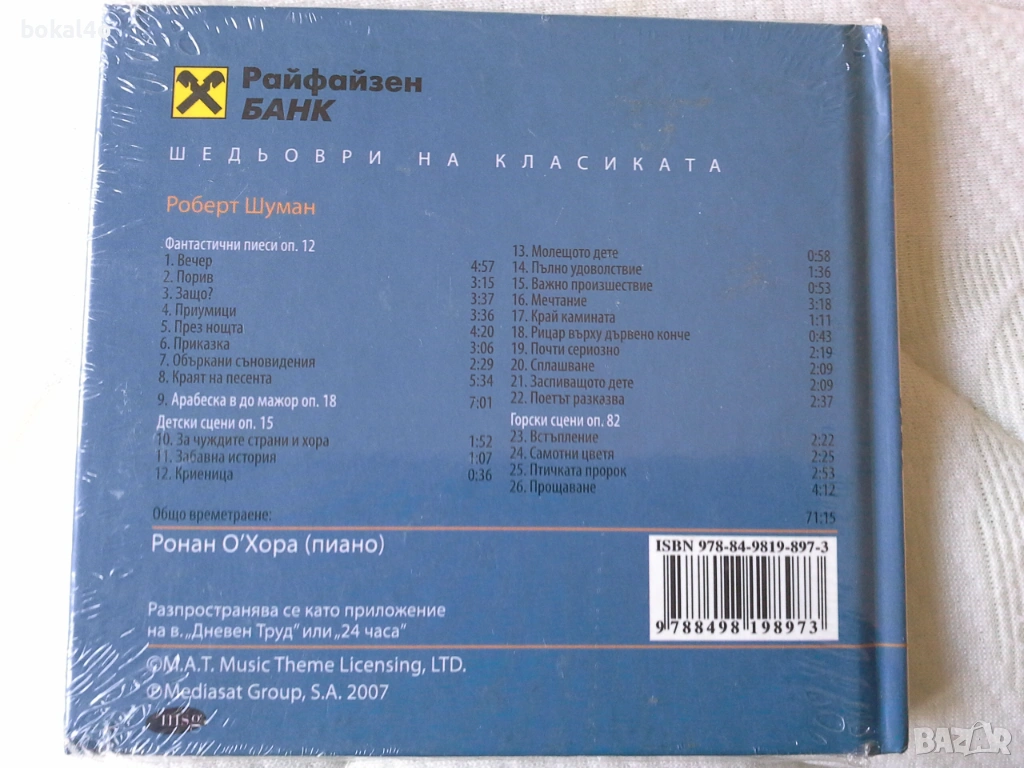 Райфайзен
БАНК
ШЕДЬОВРИ НА КЛАСИКАТА
Роберт Шуман
Фантастични пиеси оп. 12
1. Вечер 4:57
2. Порив 3:15
3. Защо? 3:37
4. Приумици 3:36
5. През нощта 4:20
6. Приказка 3:06
7. Объркани съновидения 2:29
8. Краят на песента 5:34
9. Арабеска в до мажор оп. 18 7:01
Детски сцени оп. 15
10. За чуждите страни и хора 1:52
11. Забавна история 1:07
12. Криеница 0:36
13. Молещото дете 0:58
14. Пълно удоволствие 1:36
15. Важно произшествие 0:53
16. Мечтание 3:18
17. Край камината 1:11
18. Рицар върху дървено конче 0:43
19. Почти сериозно 2:19
20. Сплашване 2:09
21. Заспиващото дете 2:09
22. Поетът разказва 2:37
Горски сцени оп. 82
23. Встъпление 2:22
24. Самотни цветя 2:25
25. Птичката пророк 2:53
26. Прощаване 4:12
Общо времетраене: 71:15
Ронан О'Хора (пиано)
ISBN 978-84-9819-897-3
9 788498 198973
Разпространява се като приложение
на в. „Дневен Труд" или „24 часа"
©M.A.T. Music Theme Licensing, LTD.
℗Mediasat Group, S.A. 2007
msg
BAZAR